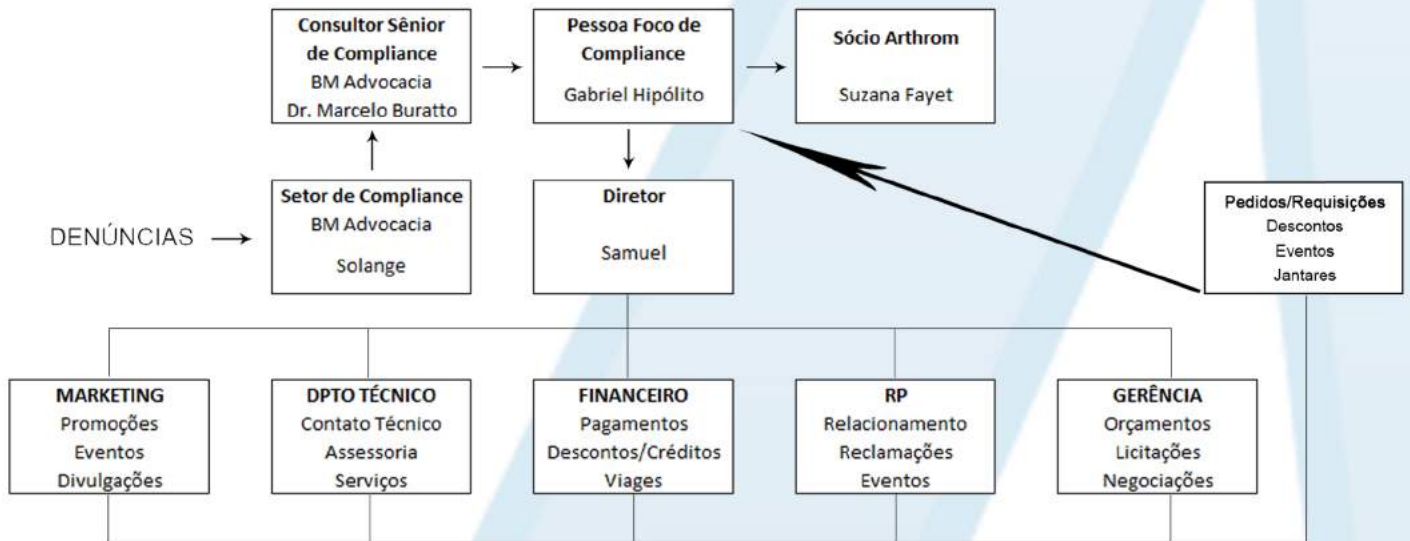 Consultor Sênior
de Compliance
BM Advocacia
Dr. Marcelo Buratto
Pessoa Foco de
Compliance
Gabriel Hipólito
Sócio Arthrom
Suzana Fayet
DENÚNCIAS
Setor de Compliance
BM Advocacia
Solange
Diretor
Samuel
Pedidos/Requisições
Descontos
Eventos
Jantares
MARKETING
Promoções
Eventos
Divulgações
DPTO TÉCNICO
Contato Técnico
Assessoria
Serviços
FINANCEIRO
Pagamentos
Descontos/Créditos
Viages
RP
Relacionamento
Reclamações
Eventos
GERÊNCIA
Orçamentos
Licitações
Negociações